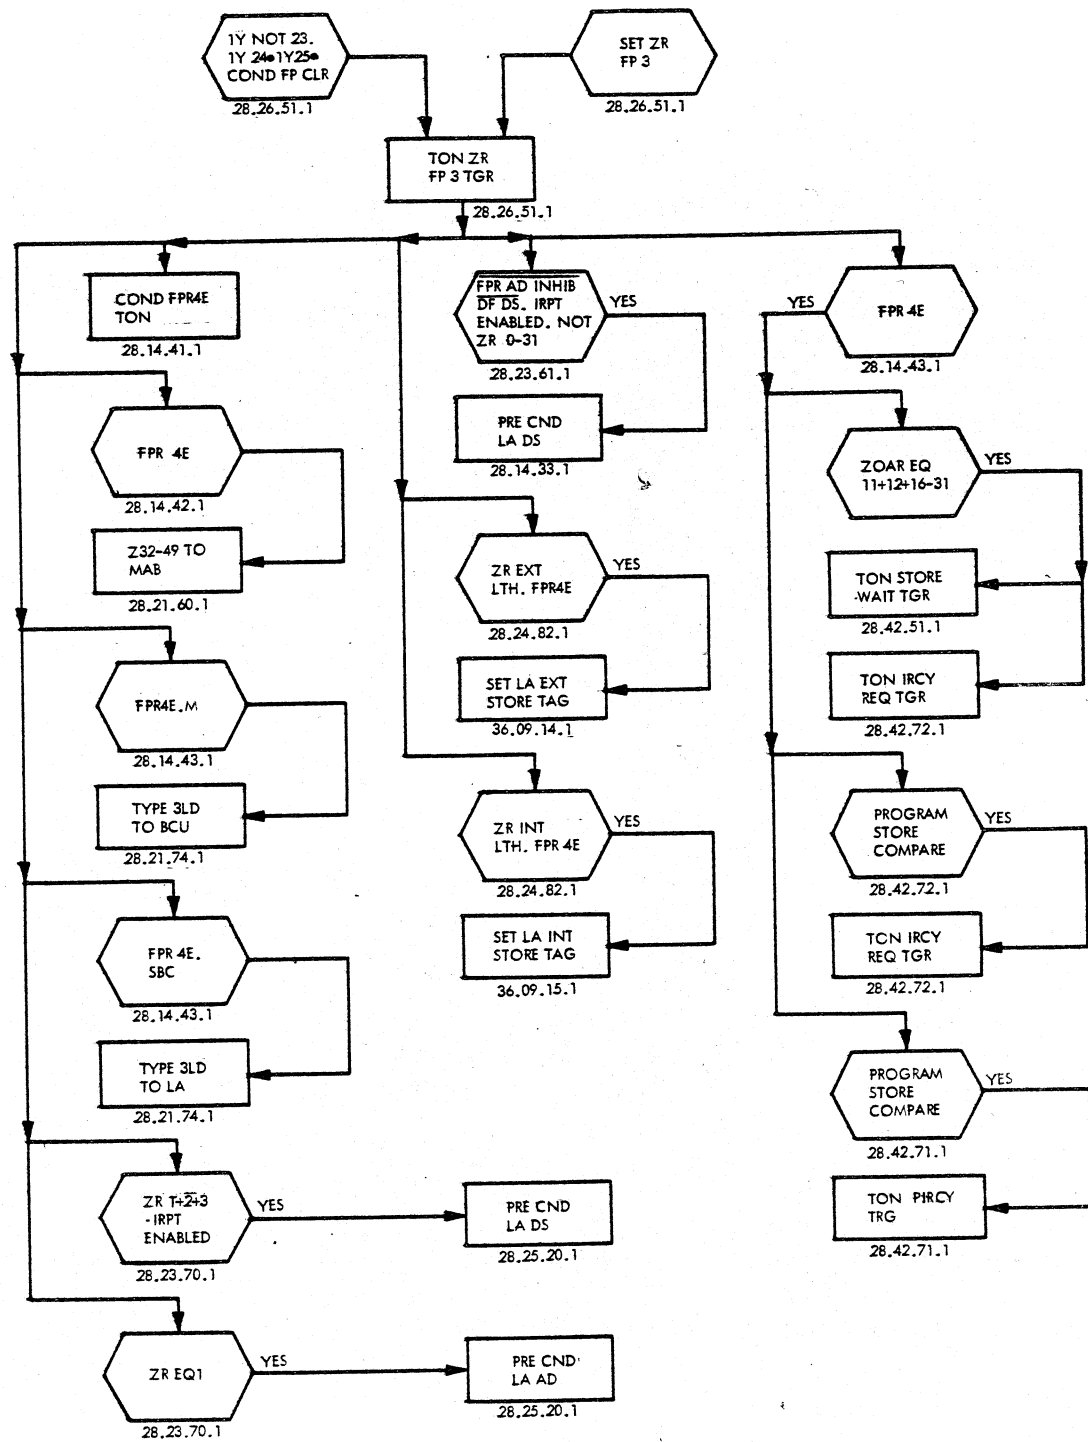 1Y NOT 23.
1Y 24•1Y25•
COND FP CLR
28.26.51.1
SET ZR
FP 3
28.26.51.1
TON ZR
FP 3 TGR
28.26.51.1
COND FPR4E
TON
28.14.41.1
FPR 4E
28.14.42.1
Z32-49 TO
MAB
28.21.60.1
FPR4E.M
28.14.43.1
TYPE 3LD
TO BCU
28.21.74.1
FPR 4E.
SBC
28.14.43.1
TYPE 3LD
TO LA
28.21.74.1
ZR 1+2+3
-IRPT
ENABLED
YES
28.23.70.1
PRE CND
LA DS
28.25.20.1
ZR EQ1
YES
28.23.70.1
PRE CND
LA AD
28.25.20.1
FPR AD INHIB
DF DS. IRPT
ENABLED. NOT
ZR 0-31
YES
28.23.61.1
PRE CND
LA DS
28.14.33.1
ZR EXT
LTH. FPR4E
YES
28.24.82.1
SET LA EXT
STORE TAG
36.09.14.1
ZR INT
LTH. FPR 4E
YES
28.24.82.1
SET LA INT
STORE TAG
36.09.15.1
YES
FPR 4E
28.14.43.1
ZOAR EQ
11+12+16-31
YES
TON STORE
-WAIT TGR
28.42.51.1
TON IRCY
REQ TGR
28.42.72.1
PROGRAM
STORE
COMPARE
YES
28.42.72.1
TON IRCY
REQ TGR
28.42.72.1
PROGRAM
STORE
COMPARE
YES
28.42.71.1
TON PIRCY
TRG
28.42.71.1